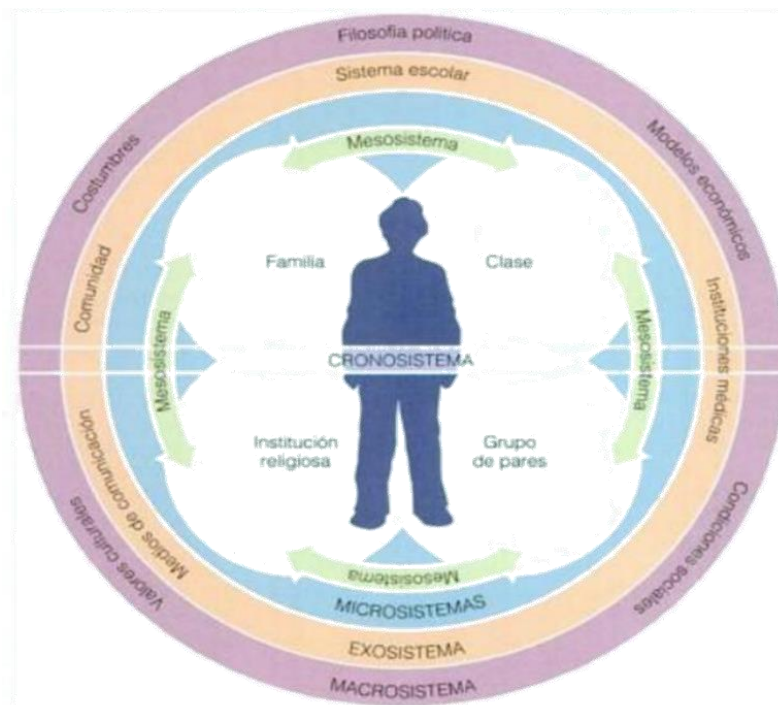 Filosofía política
Sistema escolar
Mesosistema
Costumbres
Modelos económicos
Comunidad
Familia
Clase
Mesosistema
Mesosistema
Instituciones médicas
CRONOSISTEMA
Institución
religiosa
Grupo
de pares
Medios de comunicación
Valores culturales
Condiciones sociales
Mesosistema
MICROSISTEMAS
EXOSISTEMA
MACROSISTEMA